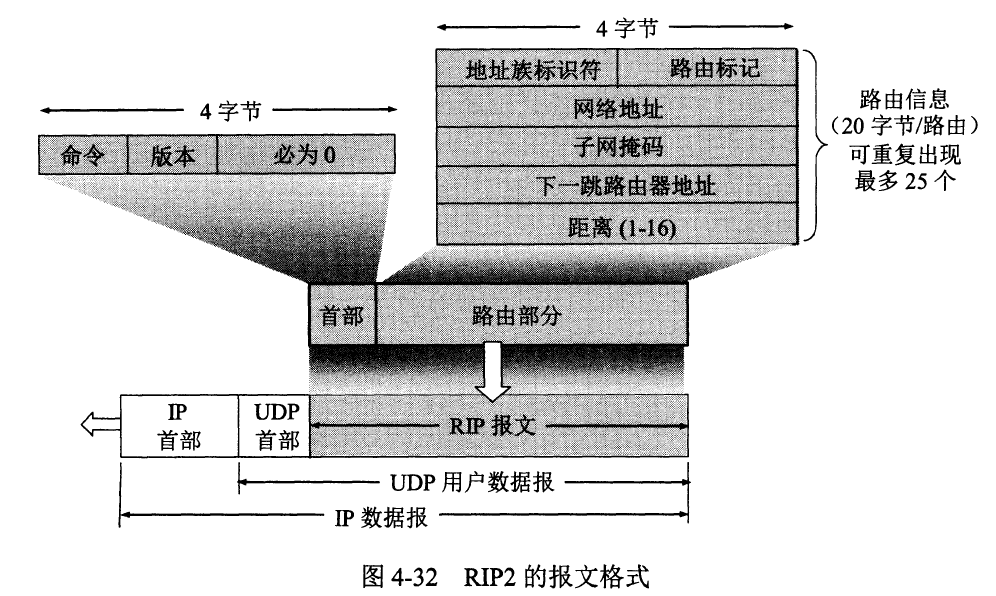 4 字节
地址族标识符 路由标记
网络地址
子网掩码
下一跳路由器地址
距离 (1-16)
路由信息
（20 字节/路由）
可重复出现
最多 25 个
4 字节
命令 版本 必为 0
首部 路由部分
IP
首部
UDP
首部
RIP 报文
UDP 用户数据报
IP 数据报
图 4-32 RIP2 的报文格式